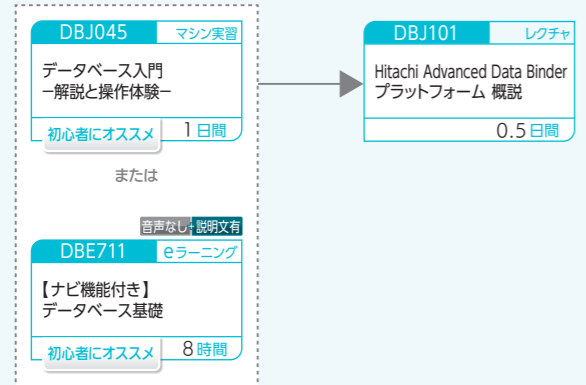 DBJ045 マシン実習
データベース入門
−解説と操作体験−
初心者にオススメ 1日間
または
音声なし+説明文有
DBE711 eラーニング
【ナビ機能付き】
データベース基礎
初心者にオススメ 8時間
DBJ101 レクチャ
Hitachi Advanced Data Binder
プラットフォーム 概説
0.5日間